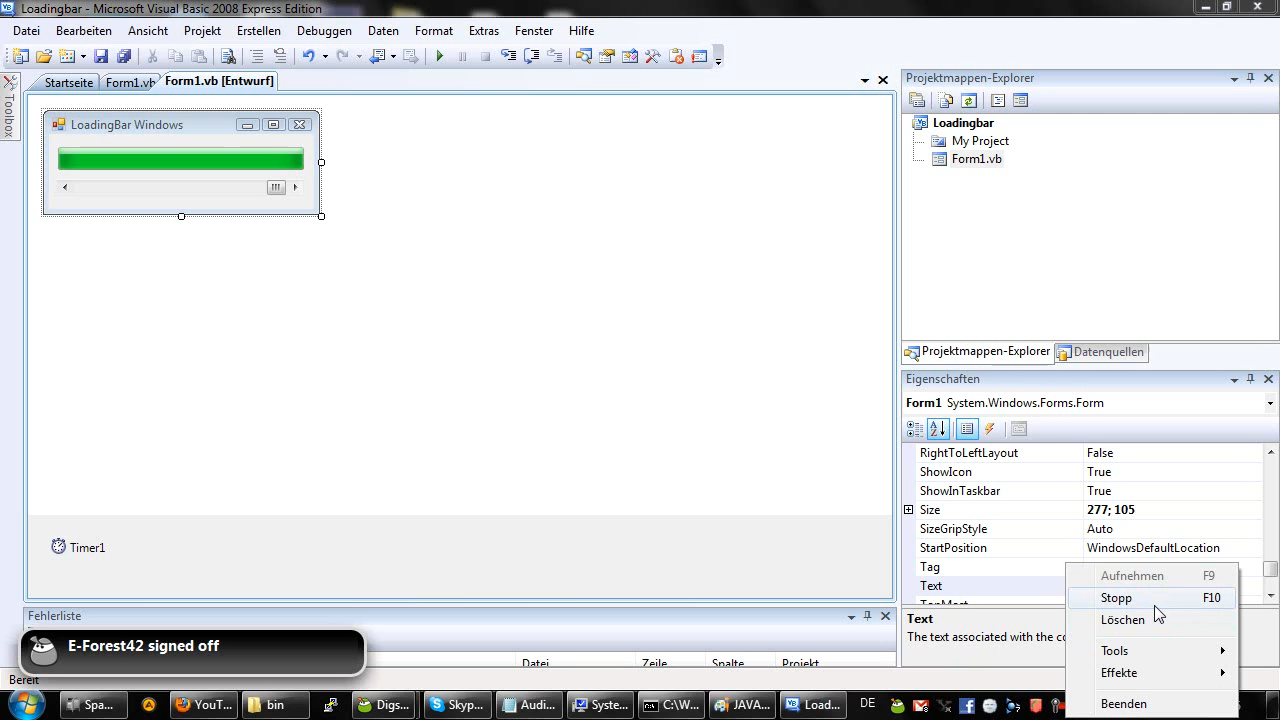 Loadingbar - Microsoft Visual Basic 2008 Express Edition
Datei Bearbeiten Ansicht Projekt Erstellen Debuggen Daten Format Extras Fenster Hilfe
Startseite Form1.vb Form1.vb [Entwurf]
Toolbox
LoadingBar Windows
Timer1
Projektmappen-Explorer
Loadingbar
My Project
Form1.vb
Projektmappen-Explorer Datenquellen
Eigenschaften
Form1 System.Windows.Forms.Form
RightToLeftLayout False
ShowIcon True
ShowInTaskbar True
Size 277; 105
SizeGripStyle Auto
StartPosition WindowsDefaultLocation
Tag
Text
TopMost
Text
The text associated with the co
Aufnehmen F9
Stopp F10
Löschen
Tools
Effekte
Beenden
Fehlerliste
E-Forest42 signed off
Datei Zeile Spalte Projekt
Bereit
Spa... YouT... bin Digs... Skyp... Audi... Syste... C:\W... JAVA... Load... DE